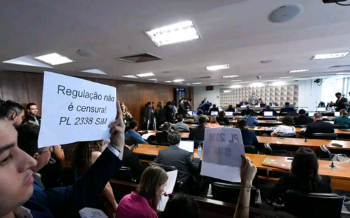 Regulação não
é censura!
PL 2338 SIM